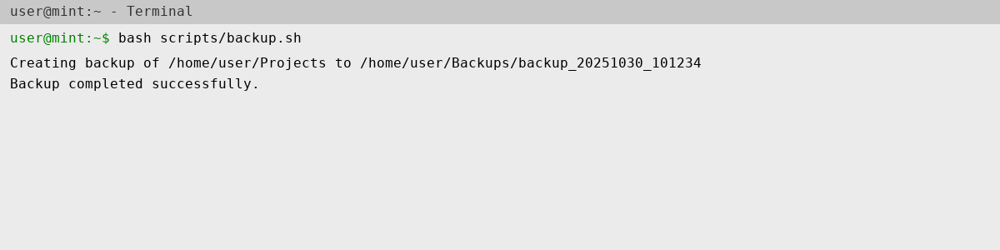 user@mint:~ - Terminal
user@mint:~$ bash scripts/backup.sh
Creating backup of /home/user/Projects to /home/user/Backups/backup_20251030_101234
Backup completed successfully.